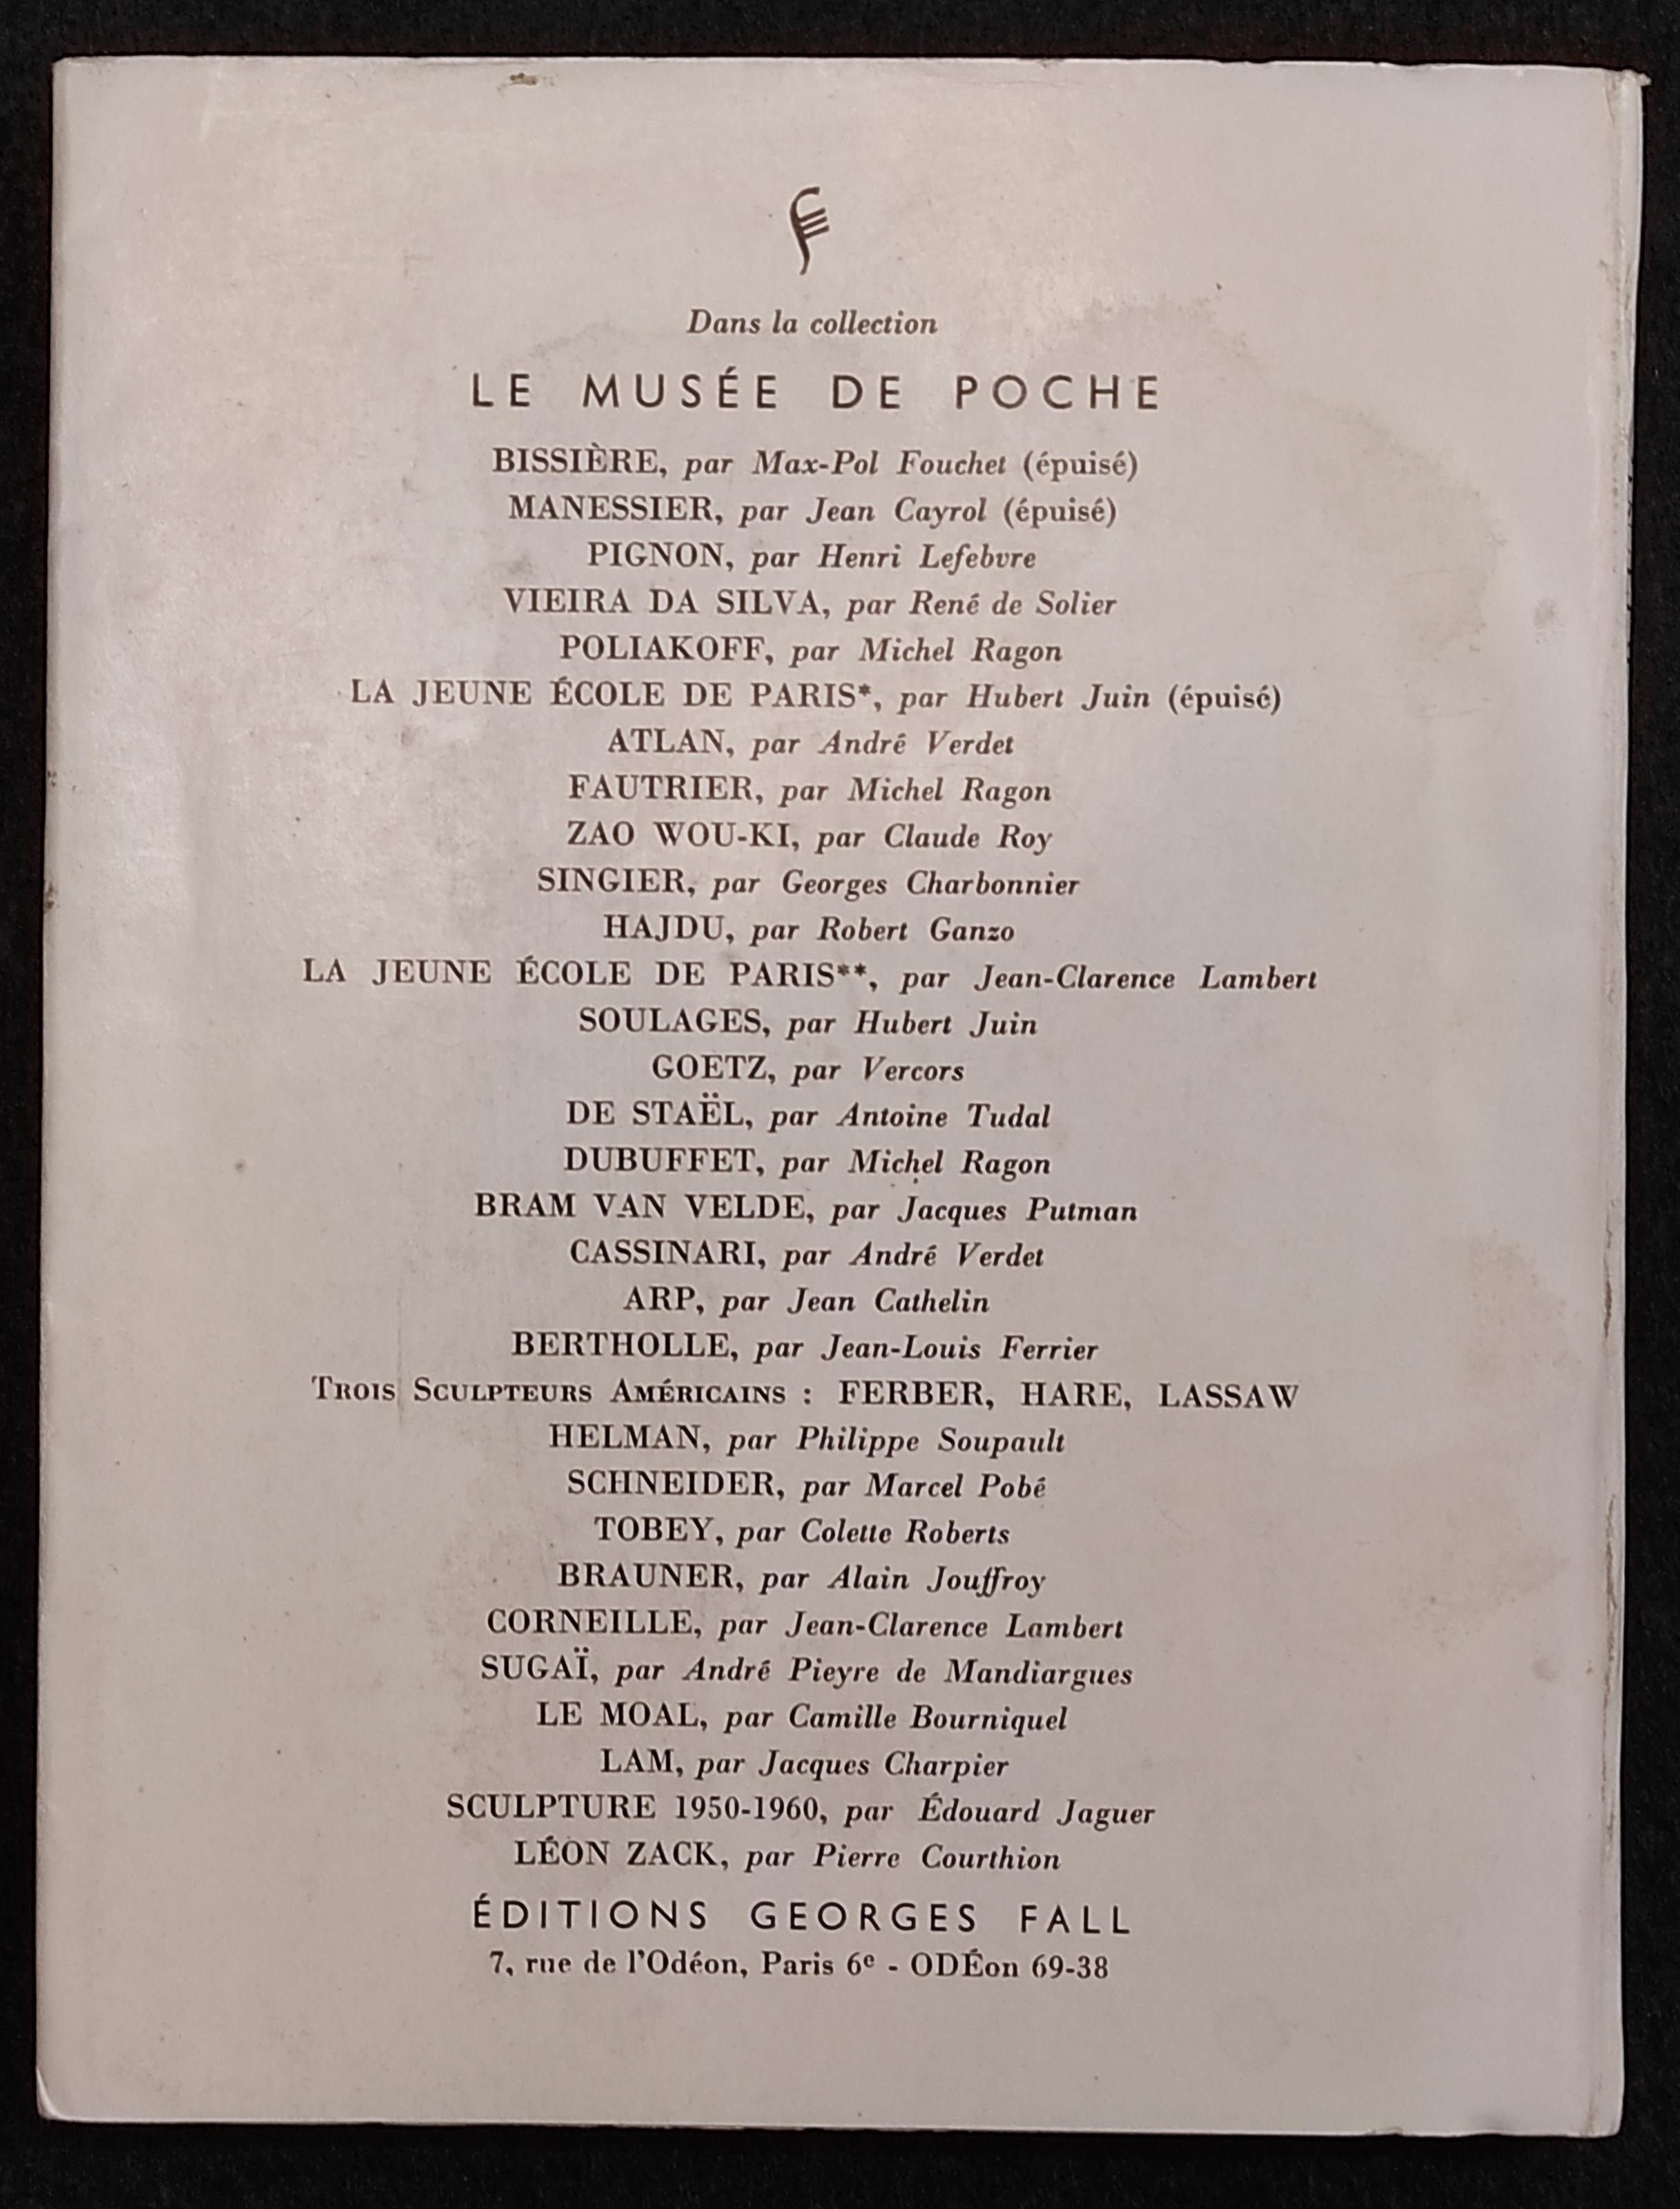 Dans la collection
LE MUSÉE DE POCHE
BISSIÈRE, par Max-Pol Fouchet (épuisé)
MANESSIER, par Jean Cayrol (épuisé)
PIGNON, par Henri Lefebvre
VIEIRA DA SILVA, par René de Solier
POLIAKOFF, par Michel Ragon
LA JEUNE ÉCOLE DE PARIS*, par Hubert Juin (épuisé)
ATLAN, par André Verdet
FAUTRIER, par Michel Ragon
ZAO WOU-KI, par Claude Roy
SINGIER, par Georges Charbonnier
HAJDU, par Robert Ganzo
LA JEUNE ÉCOLE DE PARIS**, par Jean-Clarence Lambert
SOULAGES, par Hubert Juin
GOETZ, par Vercors
DE STAËL, par Antoine Tudal
DUBUFFET, par Michel Ragon
BRAM VAN VELDE, par Jacques Putman
CASSINARI, par André Verdet
ARP, par Jean Cathelin
BERTHOLLE, par Jean-Louis Ferrier
TROIS SCULPTEURS AMÉRICAINS : FERBER, HARE, LASSAW
HELMAN, par Philippe Soupault
SCHNEIDER, par Marcel Pobé
TOBEY, par Colette Roberts
BRAUNER, par Alain Jouffroy
CORNEILLE, par Jean-Clarence Lambert
SUGAÏ, par André Pieyre de Mandiargues
LE MOAL, par Camille Bourniquel
LAM, par Jacques Charpier
SCULPTURE 1950-1960, par Édouard Jaguer
LÉON ZACK, par Pierre Courthion
ÉDITIONS GEORGES FALL
7, rue de l'Odéon, Paris 6e - ODÉon 69-38